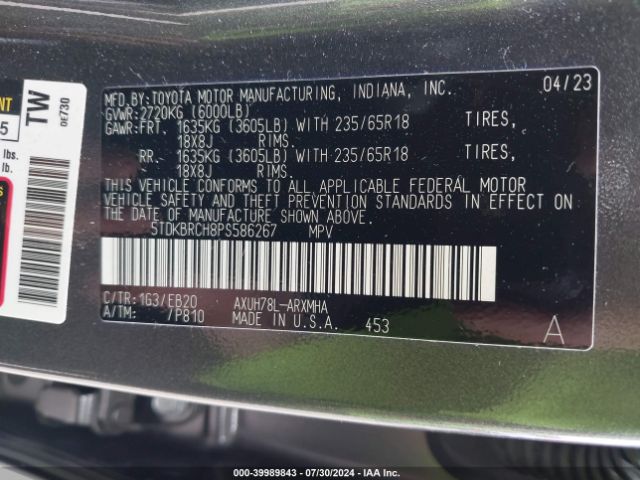 MFD.BY:TOYOTA MOTOR MANUFACTURING, INDIANA, INC. 04/23
GVWR:2720KG (6000LB)
GAWR:FRT. 1635KG (3605LB) WITH 235/65R18 TIRES,
18X8J RIMS.
RR. 1635KG (3605LB) WITH 235/65R18 TIRES,
18X8J RIMS.
THIS VEHICLE CONFORMS TO ALL APPLICABLE FEDERAL MOTOR
VEHICLE SAFETY AND THEFT PREVENTION STANDARDS IN EFFECT
ON THE DATE OF MANUFACTURE SHOWN ABOVE.
5TDKBRCH8PS586267 MPV
C/TR:1G3/EB20 AXUH78L-ARXMHA
A/TM: /P810 MADE IN U.S.A. 453
A
TW
0E730
5
lbs.
lb.
000-39989843 - 07/30/2024 - IAA Inc.